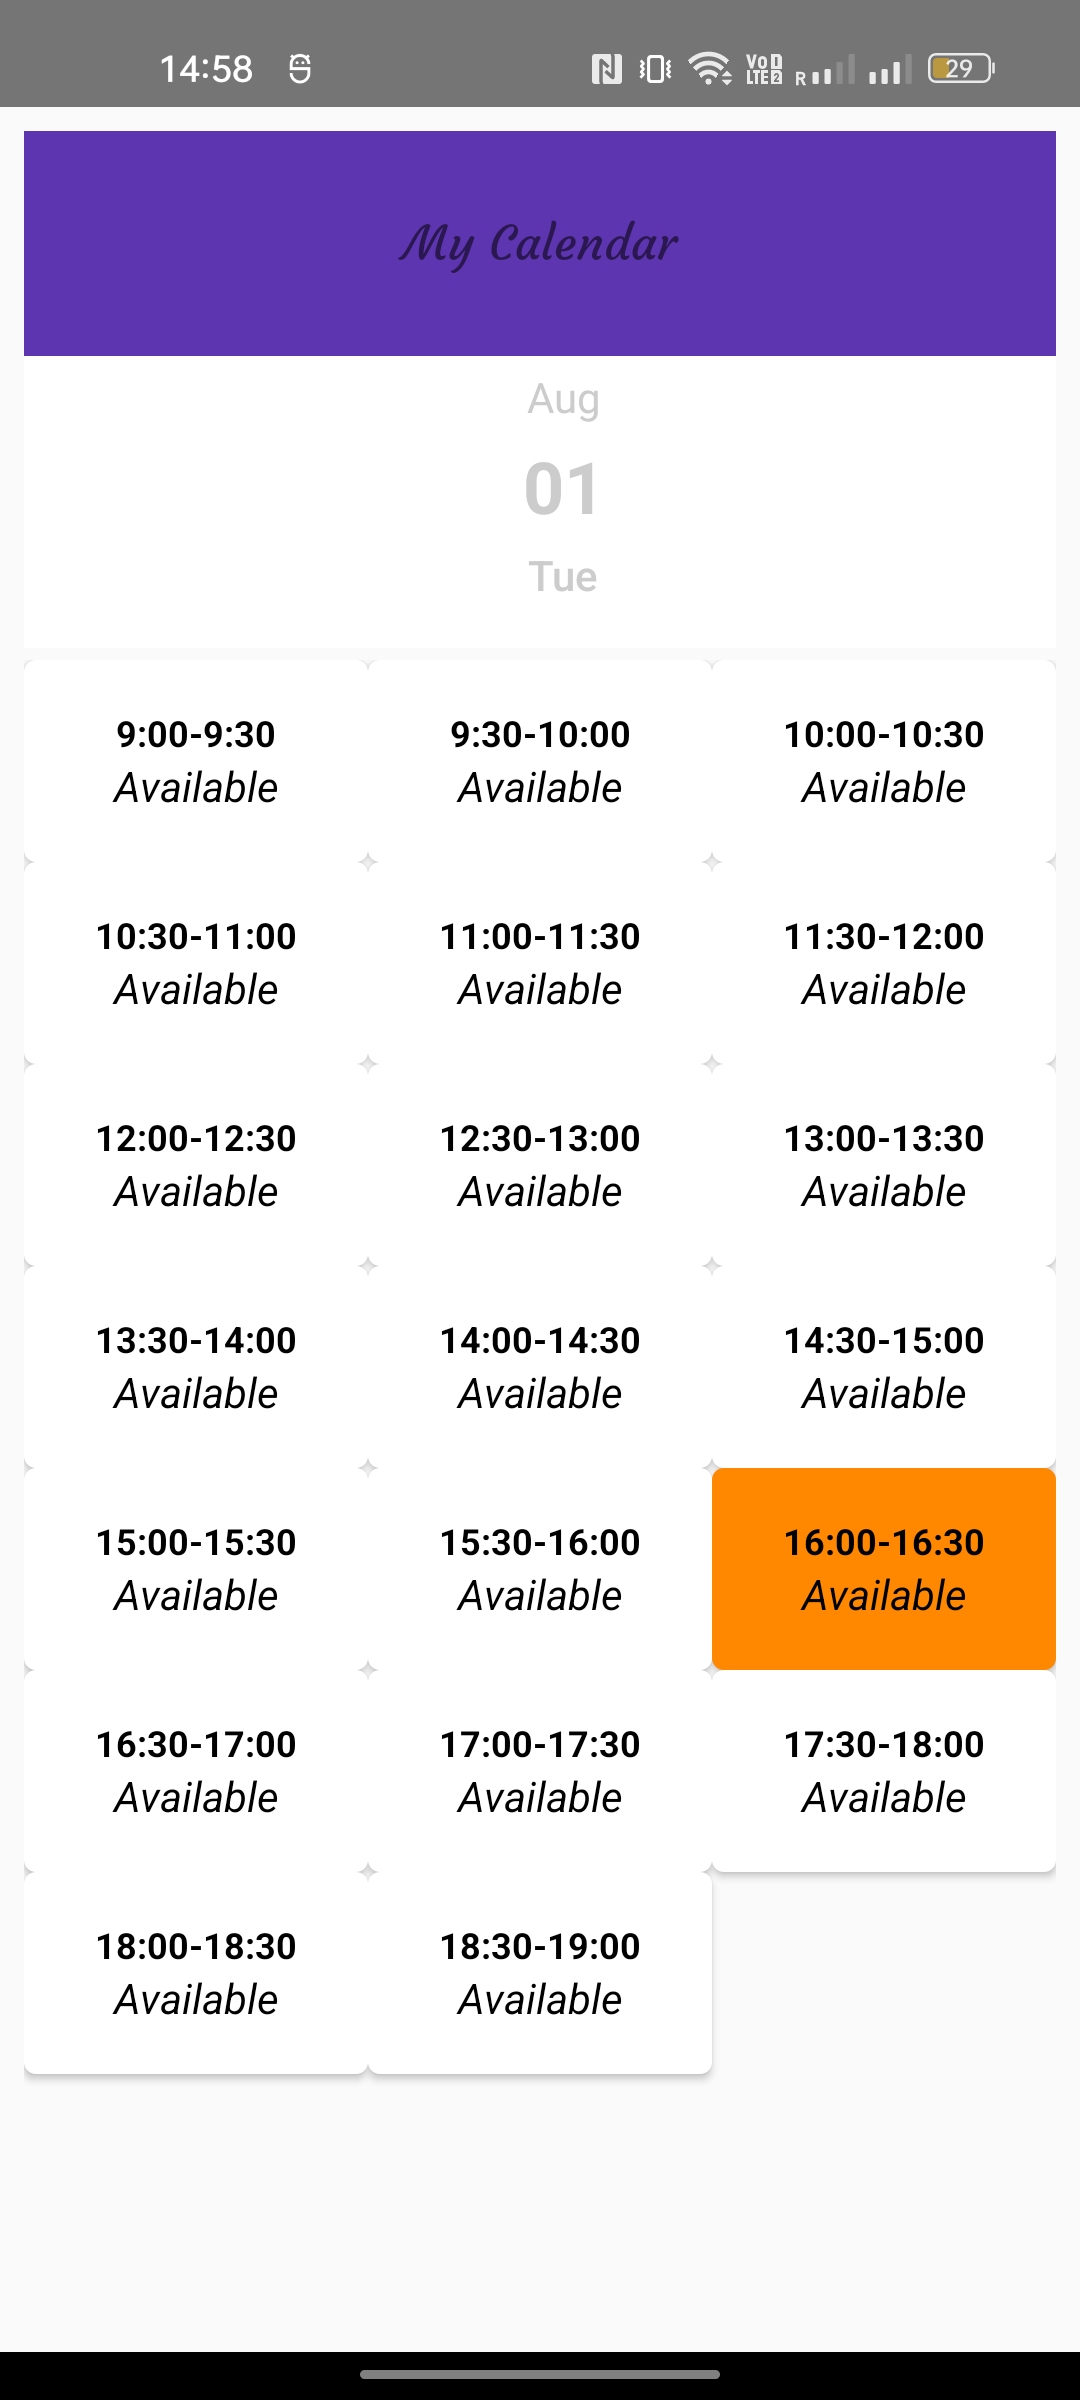 14:58
VoLTE 1 2 R 29
My Calendar
Aug
01
Tue
9:00-9:30 9:30-10:00 10:00-10:30
Available Available Available
10:30-11:00 11:00-11:30 11:30-12:00
Available Available Available
12:00-12:30 12:30-13:00 13:00-13:30
Available Available Available
13:30-14:00 14:00-14:30 14:30-15:00
Available Available Available
15:00-15:30 15:30-16:00 16:00-16:30
Available Available Available
16:30-17:00 17:00-17:30 17:30-18:00
Available Available Available
18:00-18:30 18:30-19:00
Available Available